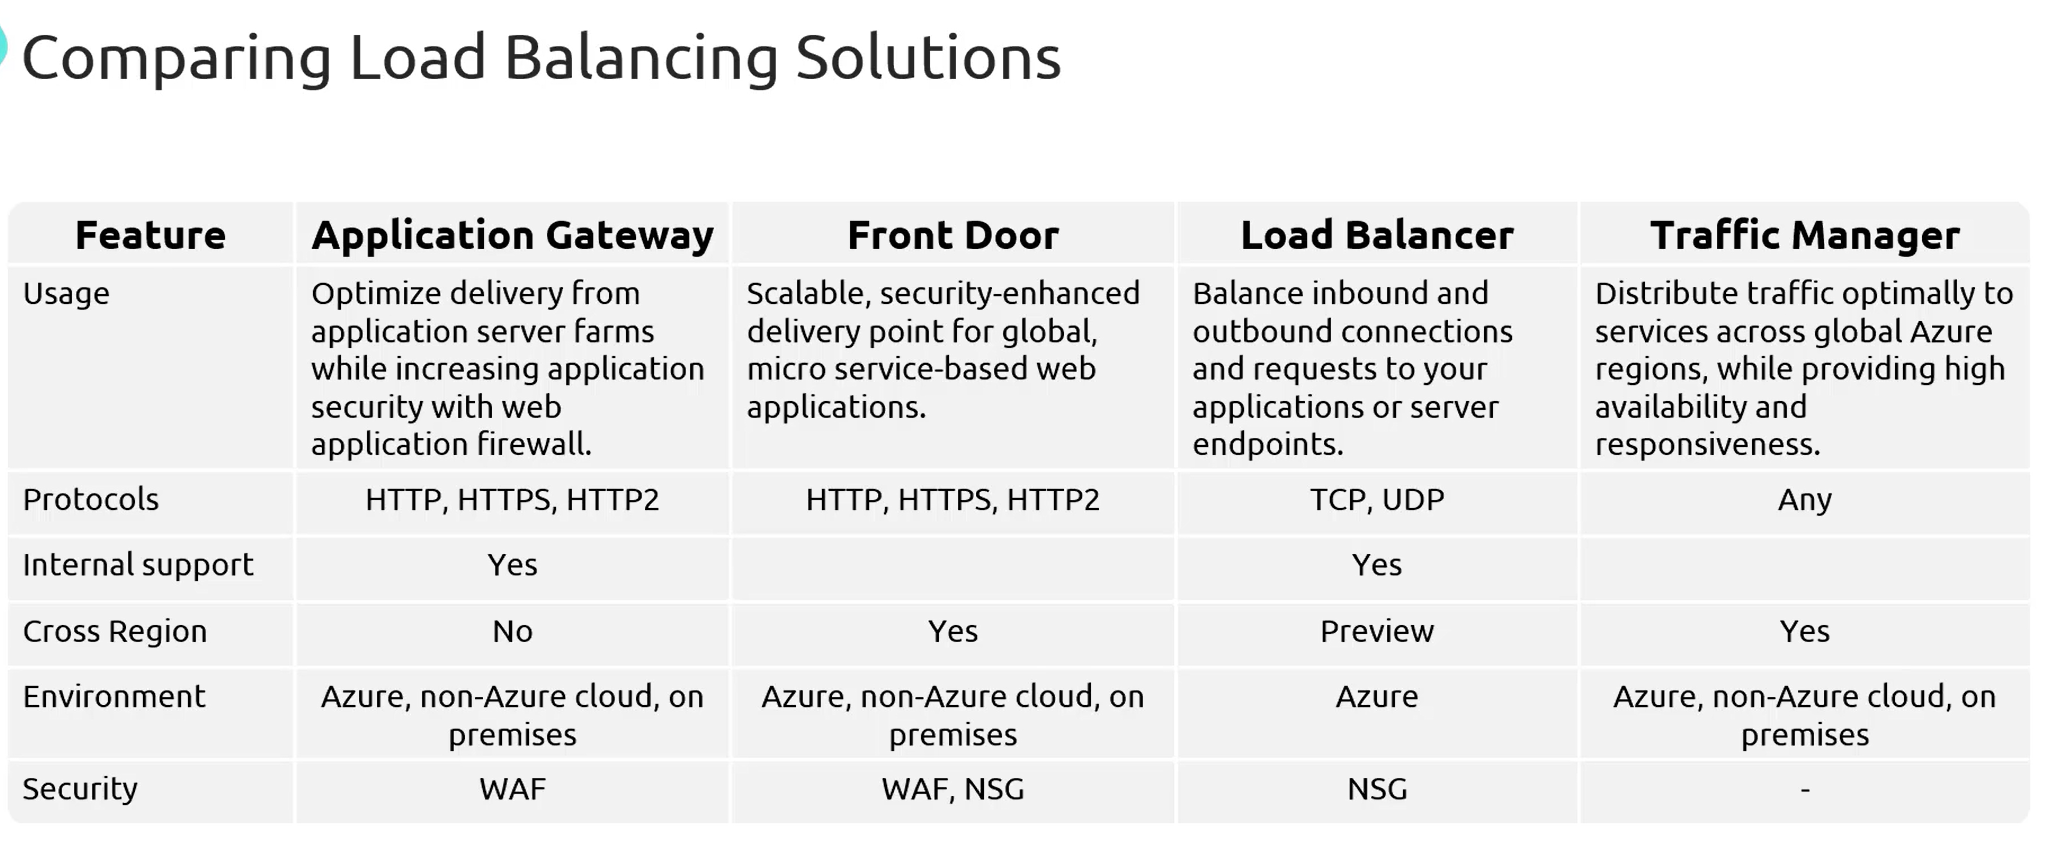 Comparing Load Balancing Solutions
Feature
Application Gateway
Front Door
Load Balancer
Traffic Manager
Usage
Optimize delivery from
application server farms
while increasing application
security with web
application firewall.
Scalable, security-enhanced
delivery point for global,
micro service-based web
applications.
Balance inbound and
outbound connections
and requests to your
applications or server
endpoints.
Distribute traffic optimally to
services across global Azure
regions, while providing high
availability and
responsiveness.
Protocols
HTTP, HTTPS, HTTP2
HTTP, HTTPS, HTTP2
TCP, UDP
Any
Internal support
Yes
Yes
Cross Region
No
Yes
Preview
Yes
Environment
Azure, non-Azure cloud, on
premises
Azure, non-Azure cloud, on
premises
Azure
Azure, non-Azure cloud, on
premises
Security
WAF
WAF, NSG
NSG
-